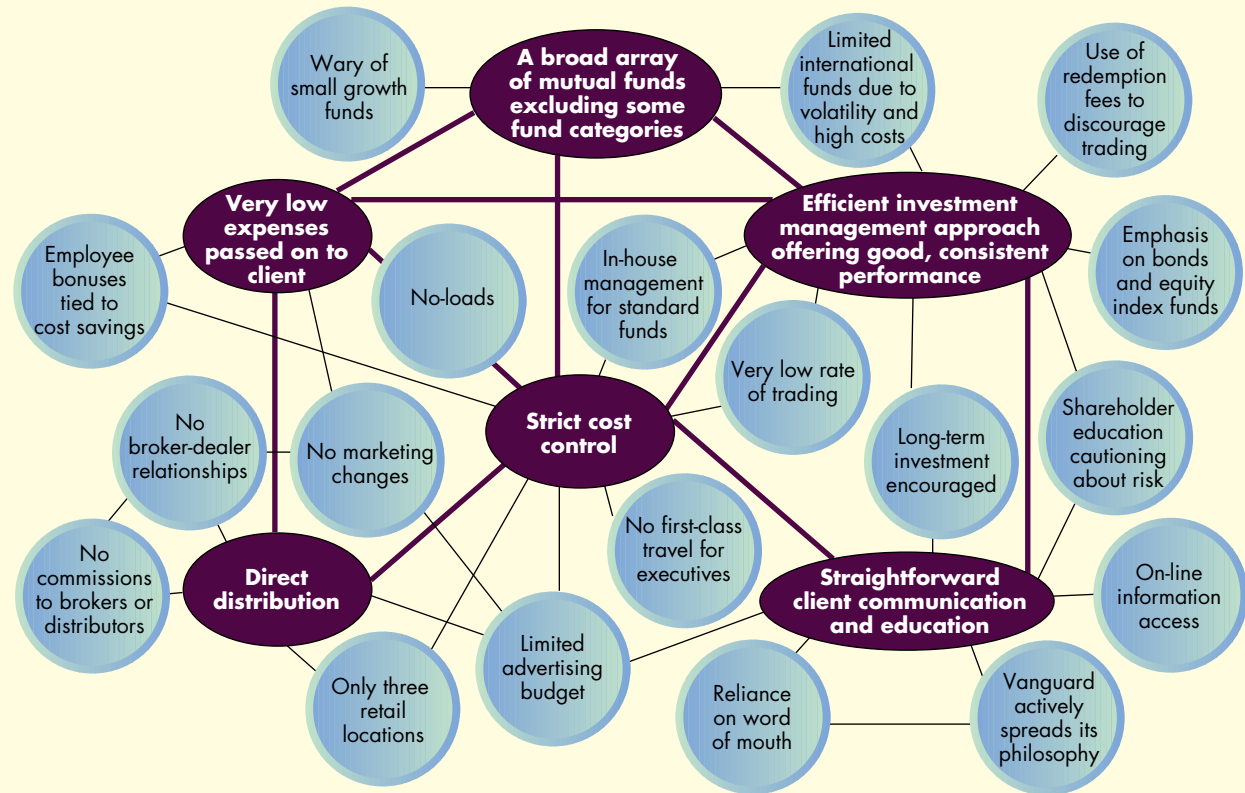 Wary of
small growth
funds
A broad array
of mutual funds
excluding some
fund categories
Limited
international
funds due to
volatility and
high costs
Use of
redemption
fees to
discourage
trading
Very low
expenses
passed on to
client
Efficient investment
management approach
offering good, consistent
performance
Employee
bonuses
tied to
cost savings
No-loads
In-house
management
for standard
funds
Emphasis
on bonds
and equity
index funds
Very low rate
of trading
No
broker-dealer
relationships
No marketing
changes
Strict cost
control
Long-term
investment
encouraged
Shareholder
education
cautioning
about risk
No
commissions
to brokers or
distributors
Direct
distribution
No first-class
travel for
executives
Straightforward
client communication
and education
On-line
information
access
Only three
retail
locations
Limited
advertising
budget
Reliance
on word
of mouth
Vanguard
actively
spreads its
philosophy